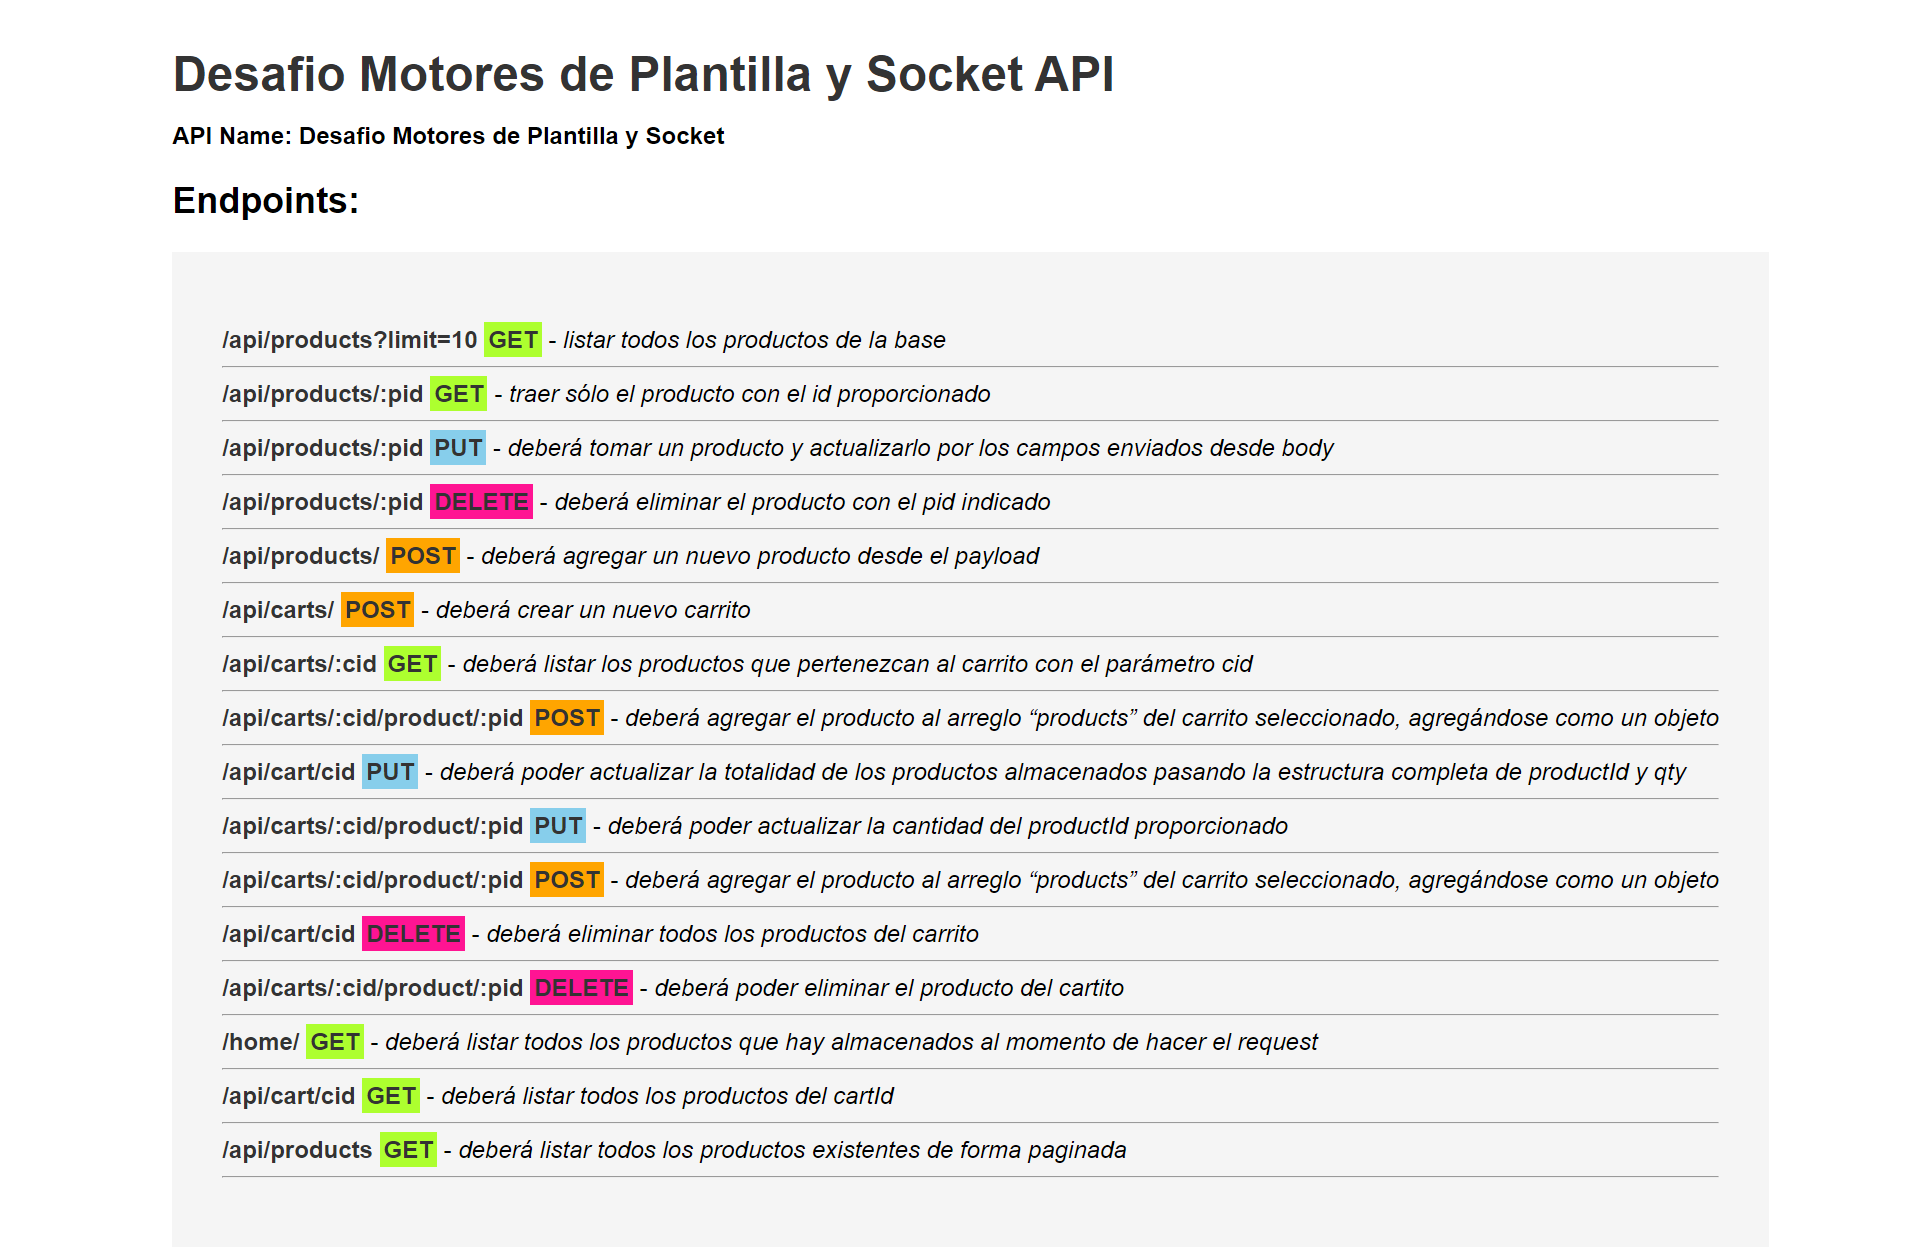 Desafio Motores de Plantilla y Socket API
API Name: Desafio Motores de Plantilla y Socket
Endpoints:
/api/products?limit=10 GET - listar todos los productos de la base
/api/products/:pid GET - traer sólo el producto con el id proporcionado
/api/products/:pid PUT - deberá tomar un producto y actualizarlo por los campos enviados desde body
/api/products/:pid DELETE - deberá eliminar el producto con el pid indicado
/api/products/ POST - deberá agregar un nuevo producto desde el payload
/api/carts/ POST - deberá crear un nuevo carrito
/api/carts/:cid GET - deberá listar los productos que pertenezcan al carrito con el parámetro cid
/api/carts/:cid/product/:pid POST - deberá agregar el producto al arreglo “products” del carrito seleccionado, agregándose como un objeto
/api/cart/cid PUT - deberá poder actualizar la totalidad de los productos almacenados pasando la estructura completa de productId y qty
/api/carts/:cid/product/:pid PUT - deberá poder actualizar la cantidad del productId proporcionado
/api/carts/:cid/product/:pid POST - deberá agregar el producto al arreglo “products” del carrito seleccionado, agregándose como un objeto
/api/cart/cid DELETE - deberá eliminar todos los productos del carrito
/api/carts/:cid/product/:pid DELETE - deberá poder eliminar el producto del cartito
/home/ GET - deberá listar todos los productos que hay almacenados al momento de hacer el request
/api/cart/cid GET - deberá listar todos los productos del cartId
/api/products GET - deberá listar todos los productos existentes de forma paginada